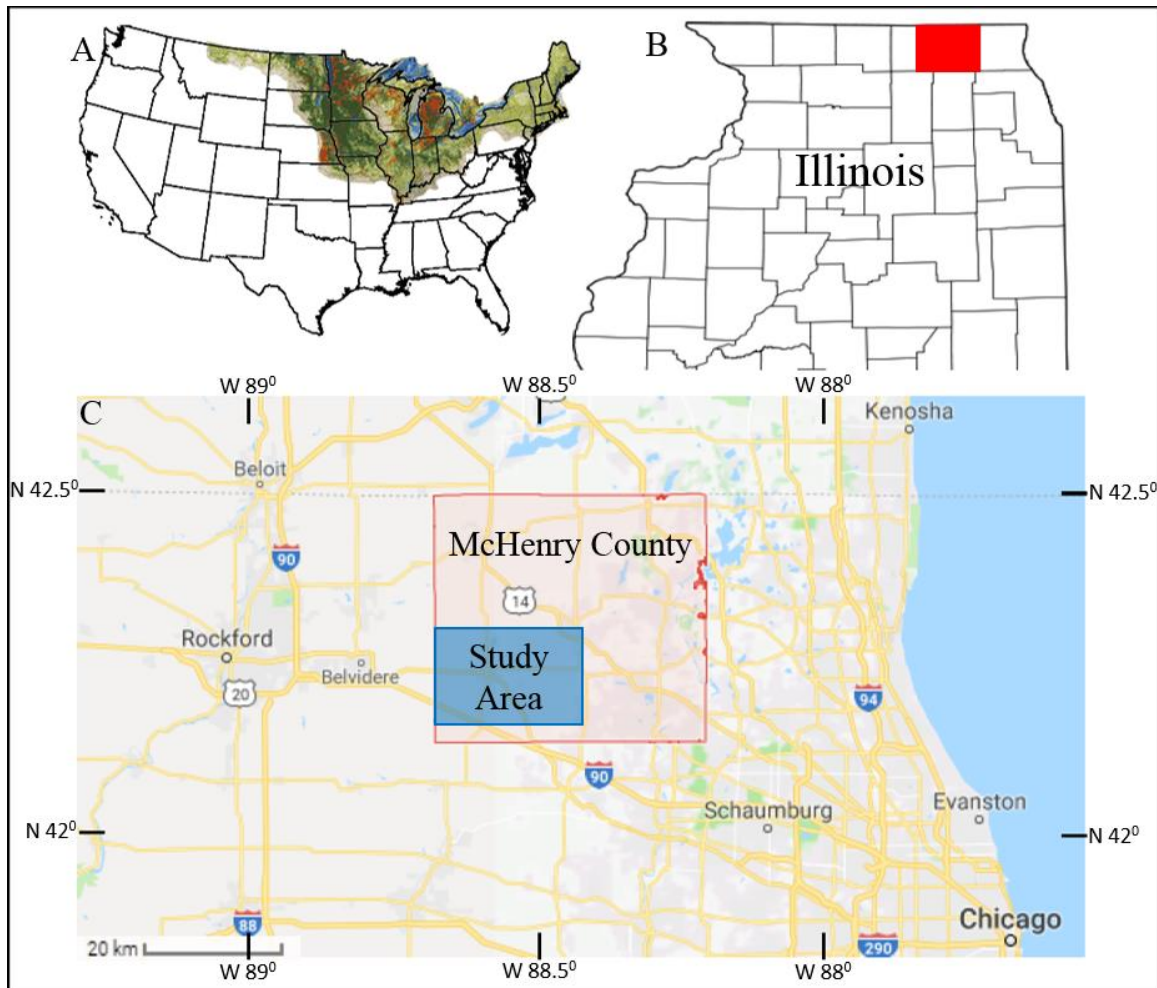 A
B
Illinois
W 89⁰
W 88.5⁰
W 88⁰
C
Kenosha
Beloit
N 42.5⁰
N 42.5⁰
McHenry County
90
14
Rockford
Study
Area
Belvidere
20
94
90
Schaumburg
Evanston
N 42⁰
N 42⁰
Chicago
88
290
20 km
W 89⁰
W 88.5⁰
W 88⁰